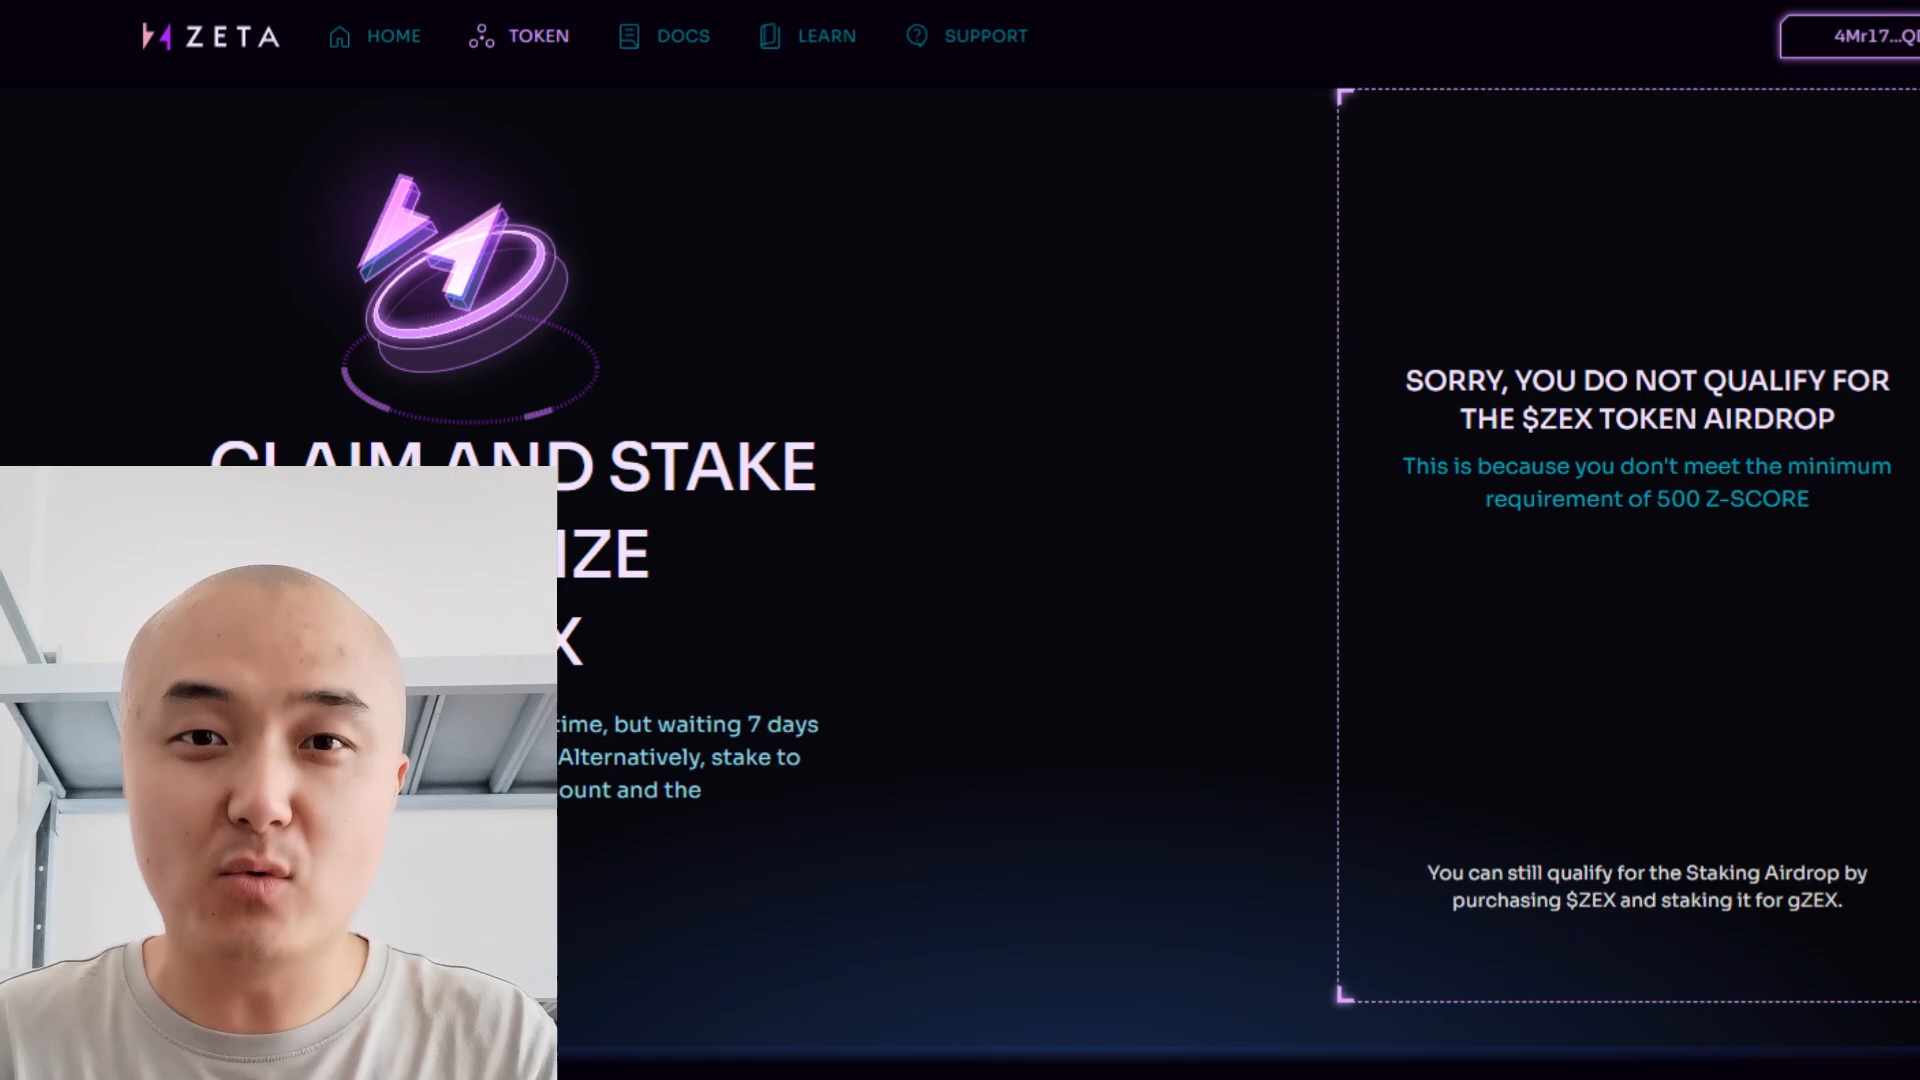 ZETA
HOME
TOKEN
DOCS
LEARN
SUPPORT
4Mr17...
CLAIM AND STAKE
time, but waiting 7 days
Alternatively, stake to
and the
SORRY, YOU DO NOT QUALIFY FOR
THE $ZEX TOKEN AIRDROP
This is because you don't meet the minimum
requirement of 500 Z-SCORE
You can still qualify for the Staking Airdrop by
purchasing $ZEX and staking it for gZEX.